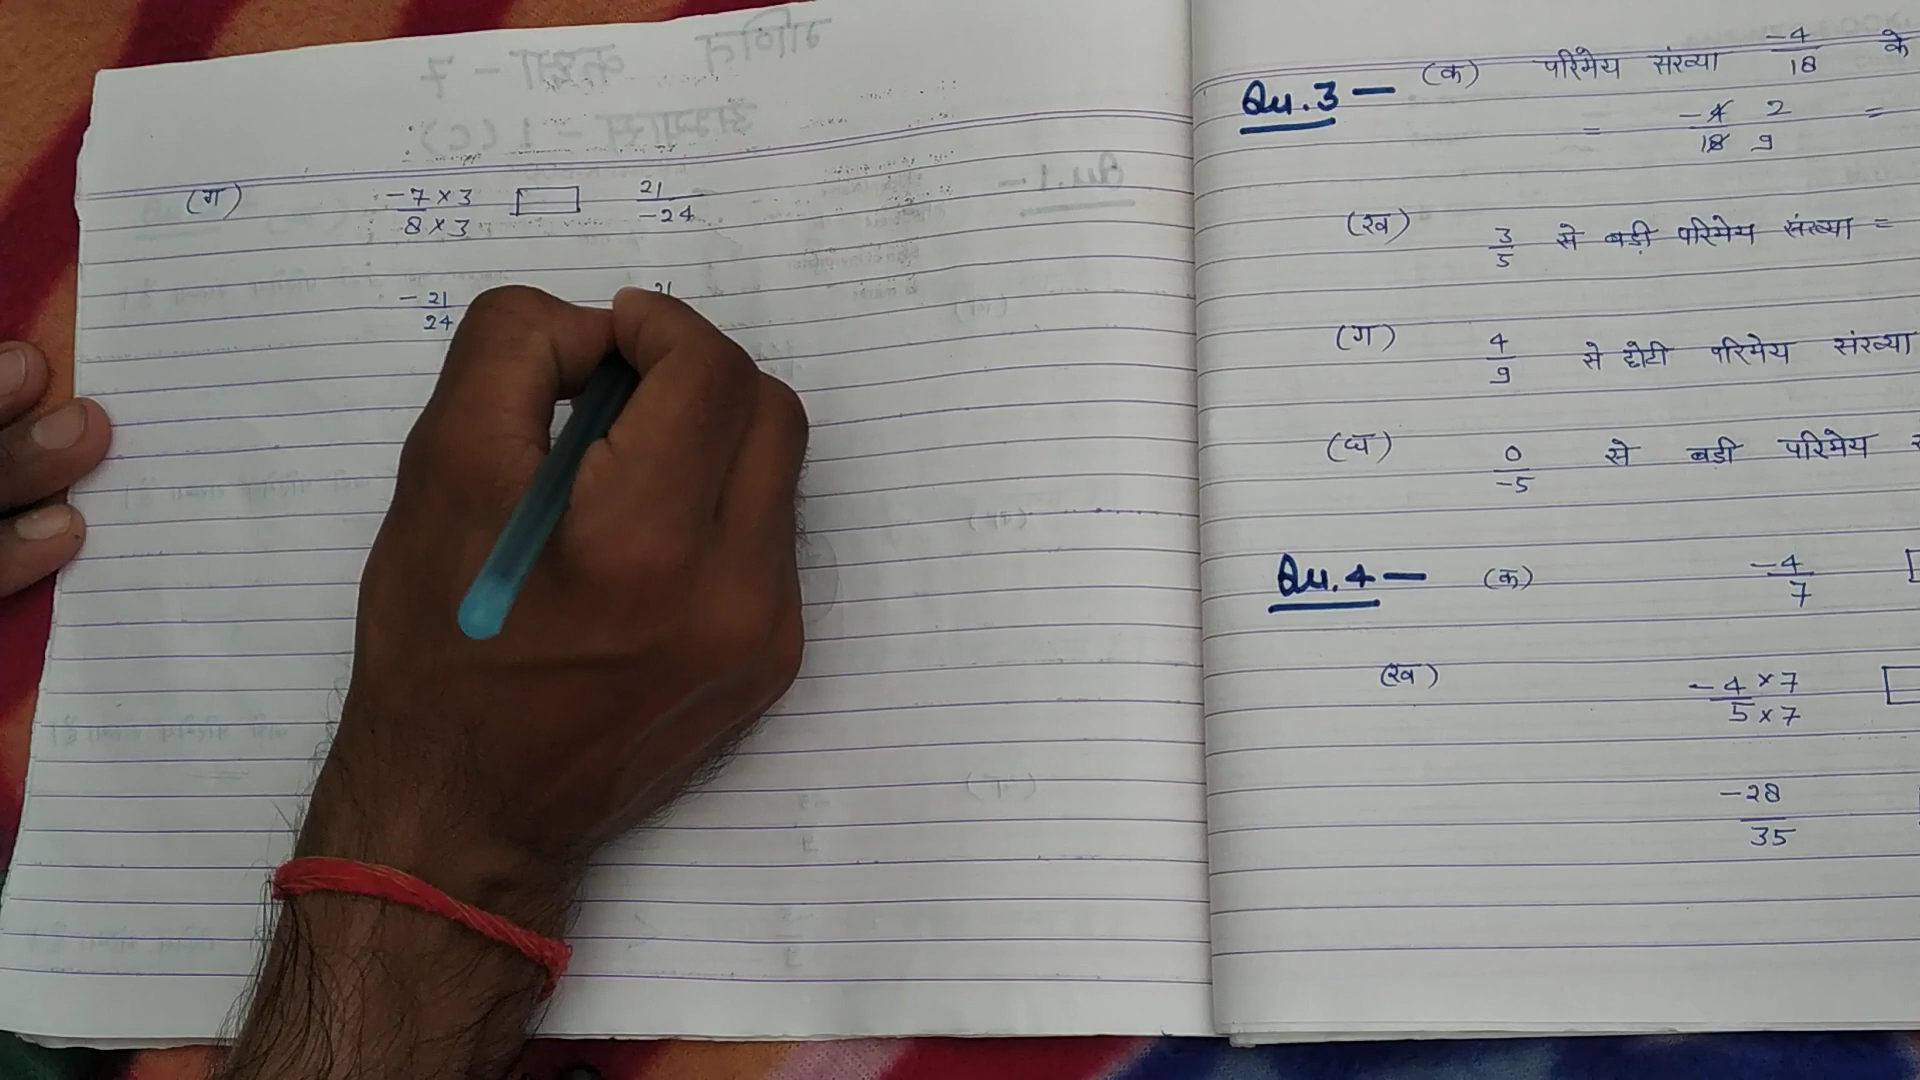 (ग) -7×3 / 8×3 □ 21 / -24
-21 / 24 21
Qu.3 — (क) परिमेय संख्या -4 / 18 के
= -4 2 / 18 9 =
(ख) 3 / 5 से बड़ी परिमेय संख्या =
(ग) 4 / 9 से छोटी परिमेय संख्या
(घ) 0 / -5 से बड़ी परिमेय
Qu.4 — (क) -4 / 7
(ख) -4×7 / 5×7
-28 / 35